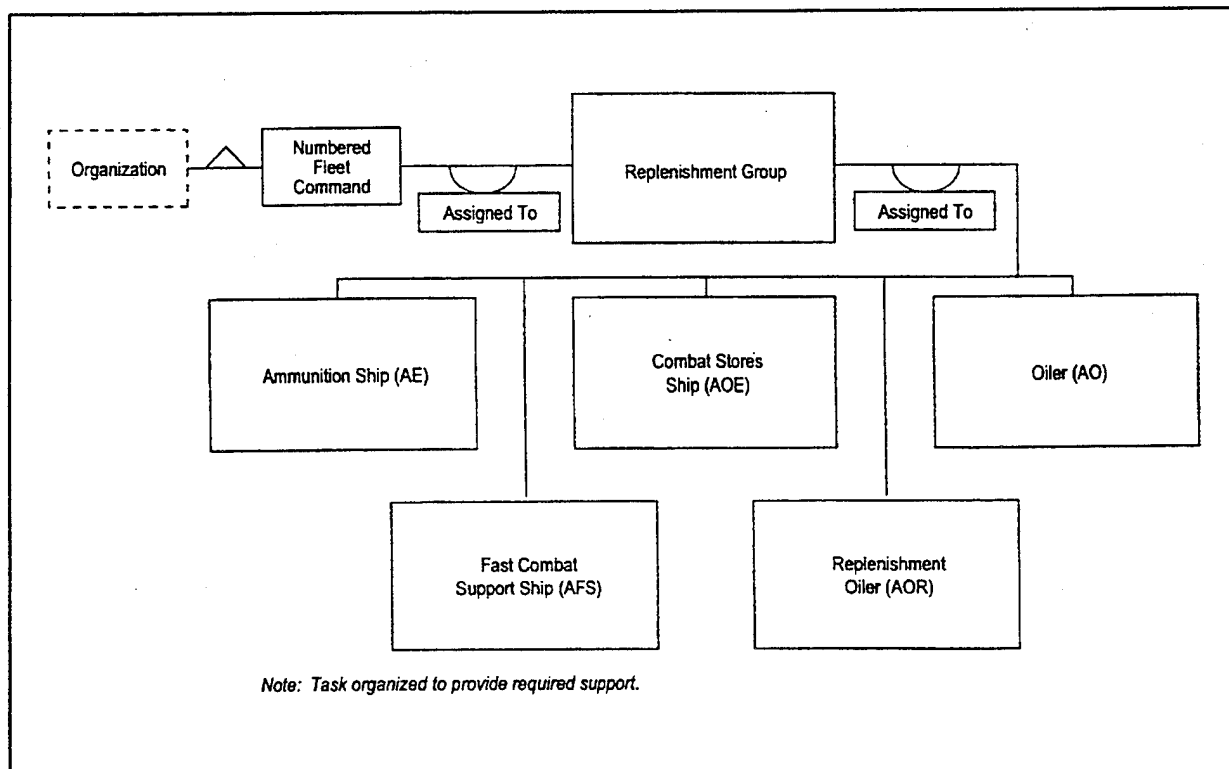 Organization
Numbered
Fleet
Command
Assigned To
Replenishment Group
Assigned To
Ammunition Ship (AE)
Combat Stores
Ship (AOE)
Oiler (AO)
Fast Combat
Support Ship (AFS)
Replenishment
Oiler (AOR)
Note: Task organized to provide required support.